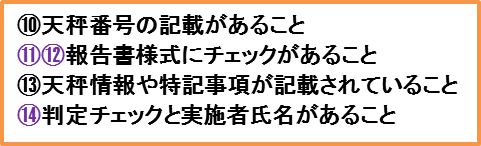 ⑩天秤番号の記載があること
⑪⑫報告書様式にチェックがあること
⑬天秤情報や特記事項が記載されていること
⑭判定チェックと実施者氏名があること